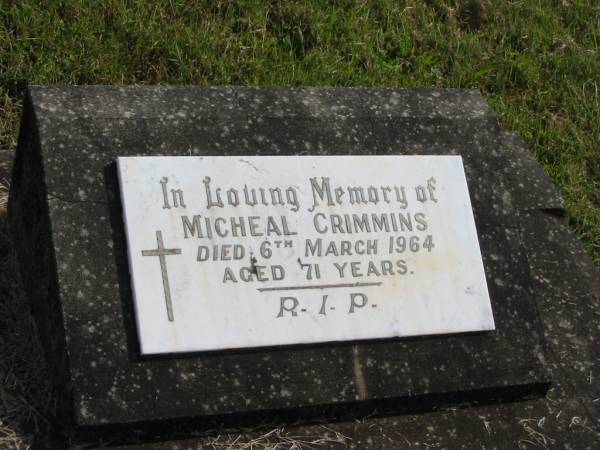 In Loving Memory of
MICHEAL CRIMMINS
DIED 6TH MARCH 1964
AGED 71 YEARS.
R. I. P.